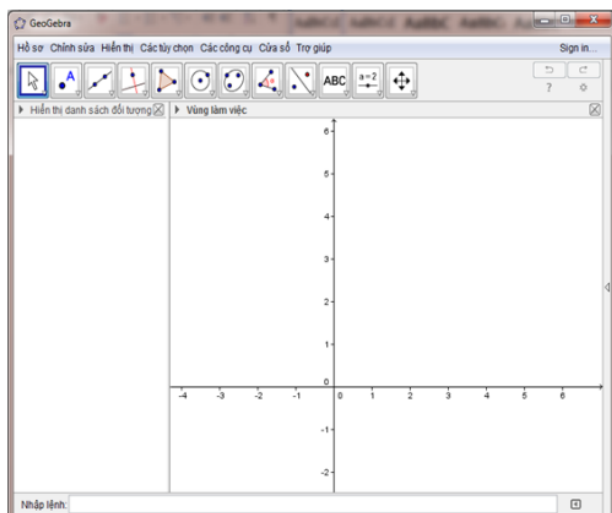 GeoGebra
Hồ sơ Chỉnh sửa Hiển thị Các tùy chọn Các công cụ Cửa sổ Trợ giúp Sign in...
A ABC a=2
Hiển thị danh sách đối tượng Vùng làm việc
6
5
4
3
2
1
0
-4 -3 -2 -1 0 1 2 3 4 5 6
-1
-2
Nhập lệnh: